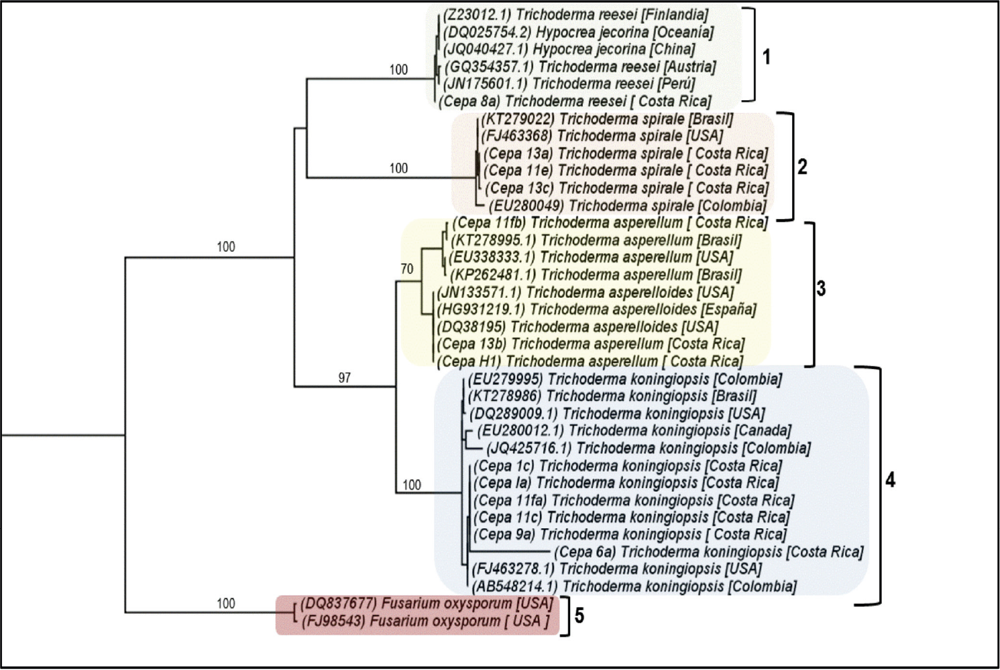 (Z23012.1) Trichoderma reesei [Finlandia]
(DQ025754.2) Hypocrea jecorina [Oceanía]
(JQ040427.1) Hypocrea jecorina [China]
100
1
(GQ354357.1) Trichoderma reesei [Austria]
(JN175601.1) Trichoderma reesei [Perú]
(Cepa 8a) Trichoderma reesei [ Costa Rica]
(KT279022) Trichoderma spirale [Brasil]
(FJ463368) Trichoderma spirale [USA]
(Cepa 13a) Trichoderma spirale [ Costa Rica]
100
(Cepa 11e) Trichoderma spirale [ Costa Rica]
2
(Cepa 13c) Trichoderma spirale [ Costa Rica]
(EU280049) Trichoderma spirale [Colombia]
(Cepa 11fb) Trichoderma asperellum [ Costa Rica]
100
(KT278995.1) Trichoderma asperellum [Brasil]
(EU338333.1) Trichoderma asperellum [USA]
70
(KP262481.1) Trichoderma asperellum [Brasil]
3
(JN133571.1) Trichoderma asperelloides [USA]
(HG931219.1) Trichoderma asperelloides [España]
(DQ38195) Trichoderma asperelloides [USA]
(Cepa 13b) Trichoderma asperellum [Costa Rica]
(Cepa H1) Trichoderma asperellum [ Costa Rica]
97
(EU279995) Trichoderma koningiopsis [Colombia]
(KT278986) Trichoderma koningiopsis [Brasil]
(DQ289009.1) Trichoderma koningiopsis [USA]
(EU280012.1) Trichoderma koningiopsis [Canada]
(JQ425716.1) Trichoderma koningiopsis [Colombia]
(Cepa 1c) Trichoderma koningiopsis [Costa Rica]
100
(Cepa Ia) Trichoderma koningiopsis [Costa Rica]
4
(Cepa 11fa) Trichoderma koningiopsis [Costa Rica]
(Cepa 11c) Trichoderma koningiopsis [Costa Rica]
(Cepa 9a) Trichoderma koningiopsis [ Costa Rica]
(Cepa 6a) Trichoderma koningiopsis [Costa Rica]
(FJ463278.1) Trichoderma koningiopsis [USA]
(AB548214.1) Trichoderma koningiopsis [Colombia]
100
(DQ837677) Fusarium oxysporum [USA]
(FJ98543) Fusarium oxysporum [ USA ]
5